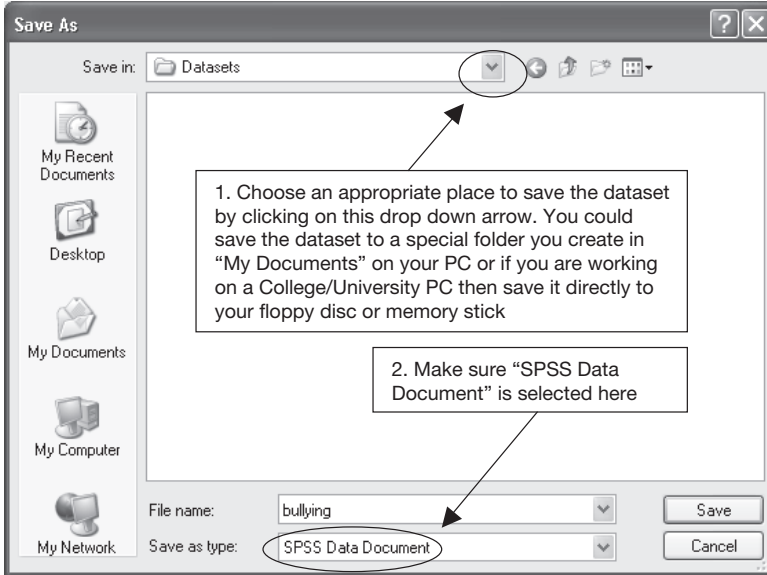 Save As
Save in:
Datasets
My Recent
Documents
Desktop
My Documents
My Computer
My Network
1. Choose an appropriate place to save the dataset
by clicking on this drop down arrow. You could
save the dataset to a special folder you create in
“My Documents” on your PC or if you are working
on a College/University PC then save it directly to
your floppy disc or memory stick
2. Make sure “SPSS Data
Document” is selected here
File name:
bullying
Save
Save as type:
SPSS Data Document
Cancel